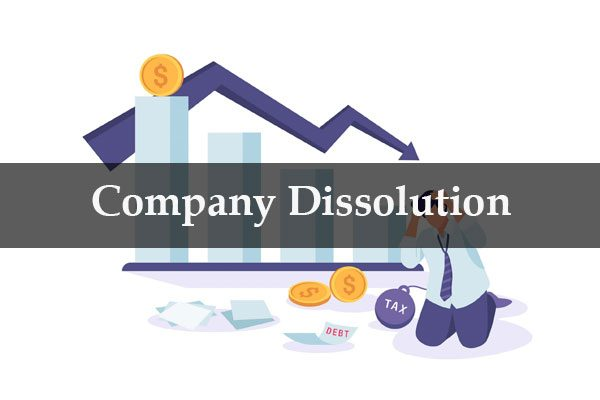 $
Company Dissolution
$
$
TAX
DEBT